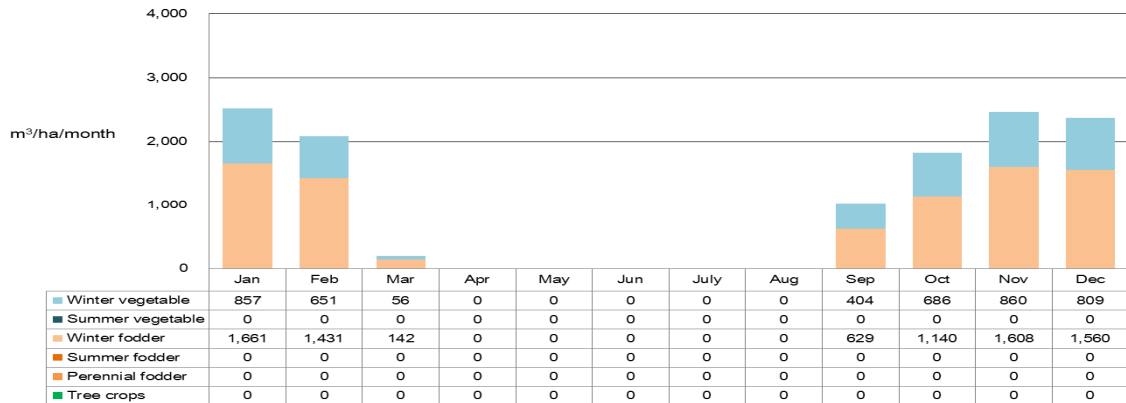 4,000
3,000
m³/ha/month
2,000
1,000
0
Jan Feb Mar Apr May Jun July Aug Sep Oct Nov Dec
Winter vegetable 857 651 56 0 0 0 0 0 404 686 860 809
Summer vegetable 0 0 0 0 0 0 0 0 0 0 0 0
Winter fodder 1,661 1,431 142 0 0 0 0 0 629 1,140 1,608 1,560
Summer fodder 0 0 0 0 0 0 0 0 0 0 0 0
Perennial fodder 0 0 0 0 0 0 0 0 0 0 0 0
Tree crops 0 0 0 0 0 0 0 0 0 0 0 0